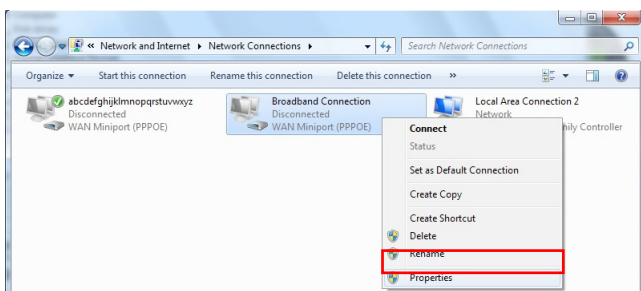 « Network and Internet ▸ Network Connections ▸
Search Network Connections
Organize ▾ Start this connection Rename this connection Delete this connection »
abcdefghijklmnopqrstuvwxyz
Disconnected
WAN Miniport (PPPOE)
Broadband Connection
Disconnected
WAN Miniport (PPPOE)
Local Area Connection 2
Network
Controller
Connect
Status
Set as Default Connection
Create Copy
Create Shortcut
Delete
Rename
Properties